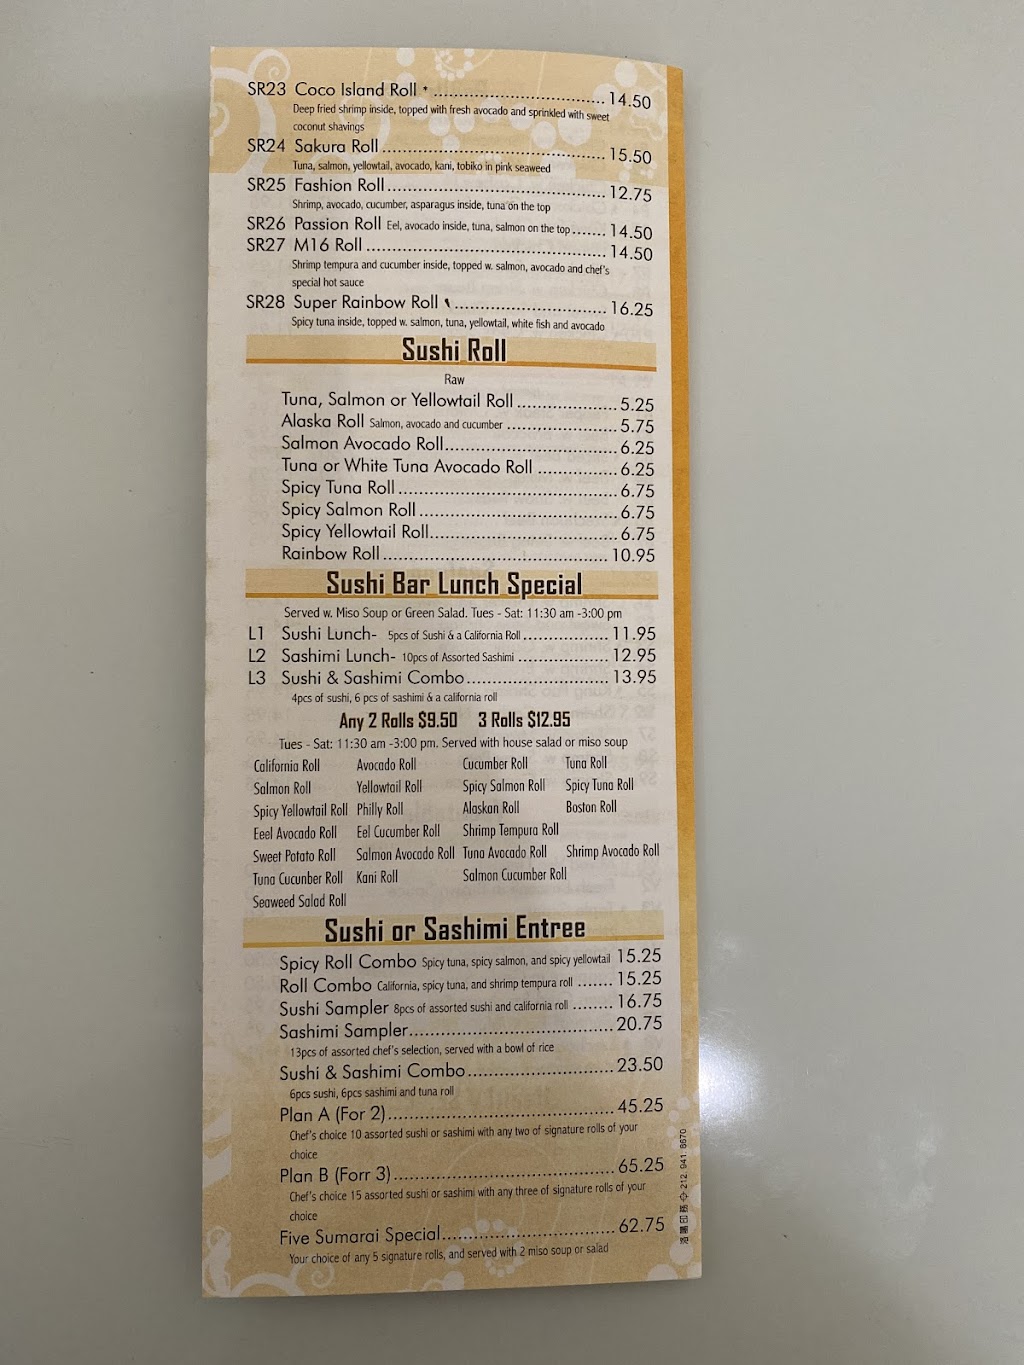 SR23 Coco Island Roll * ................................ 14.50
Deep fried shrimp inside, topped with fresh avocado and sprinkled with sweet
coconut shavings
SR24 Sakura Roll .......................................... 15.50
Tuna, salmon, yellowtail, avocado, kani, tobiko in pink seaweed
SR25 Fashion Roll ......................................... 12.75
Shrimp, avocado, cucumber, asparagus inside, tuna on the top
SR26 Passion Roll Eel, avocado inside, tuna, salmon on the top ...... 14.50
SR27 M16 Roll ............................................. 14.50
Shrimp tempura and cucumber inside, topped w. salmon, avocado and chef's
special hot sauce
SR28 Super Rainbow Roll ............................. 16.25
Spicy tuna inside, topped w. salmon, tuna, yellowtail, white fish and avocado
Sushi Roll
Raw
Tuna, Salmon or Yellowtail Roll ................... 5.25
Alaska Roll Salmon, avocado and cucumber ..................... 5.75
Salmon Avocado Roll................................. 6.25
Tuna or White Tuna Avocado Roll ............... 6.25
Spicy Tuna Roll ......................................... 6.75
Spicy Salmon Roll ..................................... 6.75
Spicy Yellowtail Roll................................... 6.75
Rainbow Roll .......................................... 10.95
Sushi Bar Lunch Special
Served w. Miso Soup or Green Salad. Tues - Sat: 11:30 am -3:00 pm
L1 Sushi Lunch- 5pcs of Sushi & a California Roll ................ 11.95
L2 Sashimi Lunch- 10pcs of Assorted Sashimi ................. 12.95
L3 Sushi & Sashimi Combo .......................... 13.95
4pcs of sushi, 6 pcs of sashimi & a california roll
Any 2 Rolls $9.50 3 Rolls $12.95
Tues - Sat: 11:30 am -3:00 pm. Served with house salad or miso soup
California Roll Avocado Roll Cucumber Roll Tuna Roll
Salmon Roll Yellowtail Roll Spicy Salmon Roll Spicy Tuna Roll
Spicy Yellowtail Roll Philly Roll Alaskan Roll Boston Roll
Eeel Avocado Roll Eel Cucumber Roll Shrimp Tempura Roll
Sweet Potato Roll Salmon Avocado Roll Tuna Avocado Roll Shrimp Avocado Roll
Tuna Cucunber Roll Kani Roll Salmon Cucumber Roll
Seaweed Salad Roll
Sushi or Sashimi Entree
Spicy Roll Combo Spicy tuna, spicy salmon, and spicy yellowtail 15.25
Roll Combo California, spicy tuna, and shrimp tempura roll ....... 15.25
Sushi Sampler 8pcs of assorted sushi and california roll ........ 16.75
Sashimi Sampler...................................... 20.75
13pcs of assorted chef's selection, served with a bowl of rice
Sushi & Sashimi Combo ........................... 23.50
6pcs sushi, 6pcs sashimi and tuna roll
Plan A (For 2) ......................................... 45.25
Chef's choice 10 assorted sushi or sashimi with any two of signature rolls of your
choice
Plan B (Forr 3) ........................................ 65.25
Chef's choice 15 assorted sushi or sashimi with any three of signature rolls of your
choice
Five Sumarai Special................................ 62.75
Your choice of any 5 signature rolls, and served with 2 miso soup or salad
212. 941. 8670